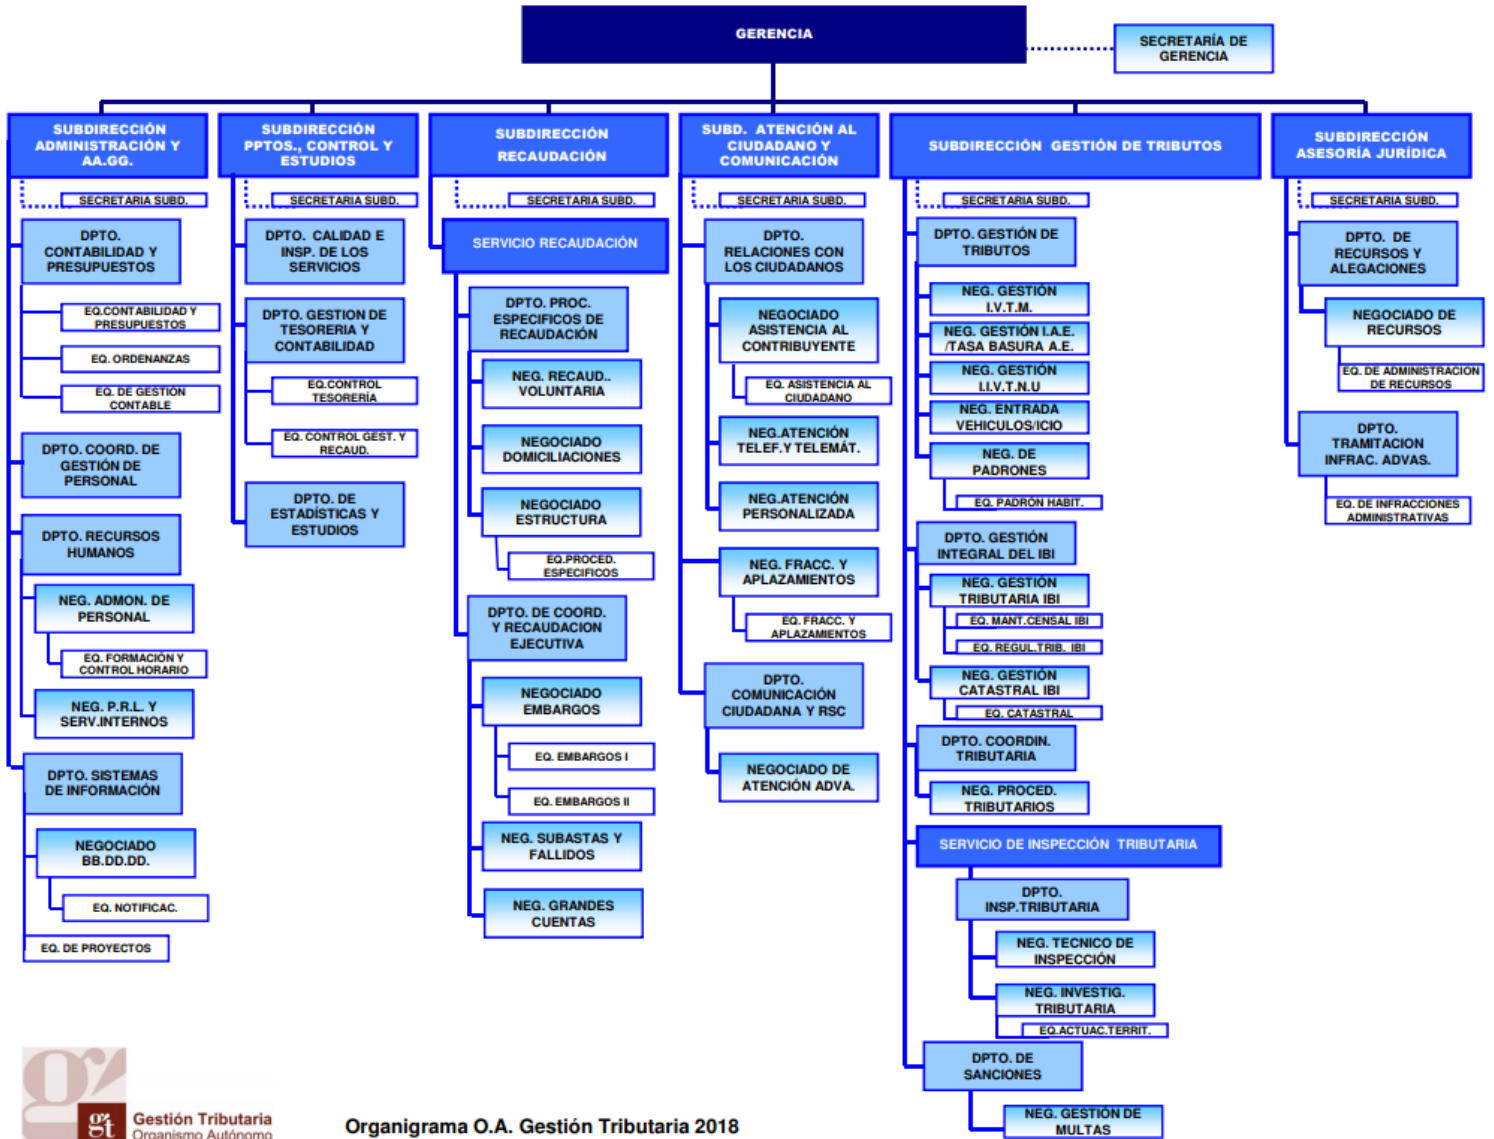 GERENCIA
SECRETARÍA DE
GERENCIA
SUBDIRECCIÓN
ADMINISTRACIÓN Y
AA.GG.
SECRETARIA SUBD.
DPTO.
CONTABILIDAD Y
PRESUPUESTOS
EQ.CONTABILIDAD Y
PRESUPUESTOS
EQ. ORDENANZAS
EQ. DE GESTIÓN
CONTABLE
DPTO. COORD. DE
GESTIÓN DE
PERSONAL
DPTO. RECURSOS
HUMANOS
NEG. ADMON. DE
PERSONAL
EQ. FORMACIÓN Y
CONTROL HORARIO
NEG. P.R.L. Y
SERV.INTERNOS
DPTO. SISTEMAS
DE INFORMACIÓN
NEGOCIADO
BB.DD.DD.
EQ. NOTIFICAC.
EQ. DE PROYECTOS
SUBDIRECCIÓN
PPTOS., CONTROL Y
ESTUDIOS
SECRETARIA SUBD.
DPTO. CALIDAD E
INSP. DE LOS
SERVICIOS
DPTO. GESTION DE
TESORERIA Y
CONTABILIDAD
EQ.CONTROL
TESORERÍA
EQ. CONTROL GEST. Y
RECAUD.
DPTO. DE
ESTADÍSTICAS Y
ESTUDIOS
SUBDIRECCIÓN
RECAUDACIÓN
SECRETARIA SUBD.
SERVICIO RECAUDACIÓN
DPTO. PROC.
ESPECIFICOS DE
RECAUDACIÓN
NEG. RECAUD..
VOLUNTARIA
NEGOCIADO
DOMICILIACIONES
NEGOCIADO
ESTRUCTURA
EQ.PROCED.
ESPECIFICOS
DPTO. DE COORD.
Y RECAUDACION
EJECUTIVA
NEGOCIADO
EMBARGOS
EQ. EMBARGOS I
EQ. EMBARGOS II
NEG. SUBASTAS Y
FALLIDOS
NEG. GRANDES
CUENTAS
SUBD. ATENCIÓN AL
CIUDADANO Y
COMUNICACIÓN
SECRETARIA SUBD.
DPTO.
RELACIONES CON
LOS CIUDADANOS
NEGOCIADO
ASISTENCIA AL
CONTRIBUYENTE
EQ. ASISTENCIA AL
CIUDADANO
NEG.ATENCIÓN
TELEF.Y TELEMÁT.
NEG.ATENCIÓN
PERSONALIZADA
NEG. FRACC. Y
APLAZAMIENTOS
EQ. FRACC. Y
APLAZAMIENTOS
DPTO.
COMUNICACIÓN
CIUDADANA Y RSC
NEGOCIADO DE
ATENCIÓN ADVA.
SUBDIRECCIÓN GESTIÓN DE TRIBUTOS
SECRETARIA SUBD.
DPTO. GESTIÓN DE
TRIBUTOS
NEG. GESTIÓN
I.V.T.M.
NEG. GESTIÓN I.A.E.
/TASA BASURA A.E.
NEG. GESTIÓN
I.I.V.T.N.U
NEG. ENTRADA
VEHICULOS/ICIO
NEG. DE
PADRONES
EQ. PADRÓN HABIT.
DPTO. GESTIÓN
INTEGRAL DEL IBI
NEG. GESTIÓN
TRIBUTARIA IBI
EQ. MANT.CENSAL IBI
EQ. REGUL.TRIB. IBI
NEG. GESTIÓN
CATASTRAL IBI
EQ. CATASTRAL
DPTO. COORDIN.
TRIBUTARIA
NEG. PROCED.
TRIBUTARIOS
SERVICIO DE INSPECCIÓN TRIBUTARIA
DPTO.
INSP.TRIBUTARIA
NEG. TECNICO DE
INSPECCIÓN
NEG. INVESTIG.
TRIBUTARIA
EQ.ACTUAC.TERRIT.
DPTO. DE
SANCIONES
NEG. GESTIÓN DE
MULTAS
SUBDIRECCIÓN
ASESORÍA JURÍDICA
SECRETARIA SUBD.
DPTO. DE
RECURSOS Y
ALEGACIONES
NEGOCIADO DE
RECURSOS
EQ. DE ADMINISTRACION
DE RECURSOS
DPTO.
TRAMITACION
INFRAC. ADVAS.
EQ. DE INFRACCIONES
ADMINISTRATIVAS
gt
gt
Gestión Tributaria
Organismo Autónomo
Organigrama O.A. Gestión Tributaria 2018